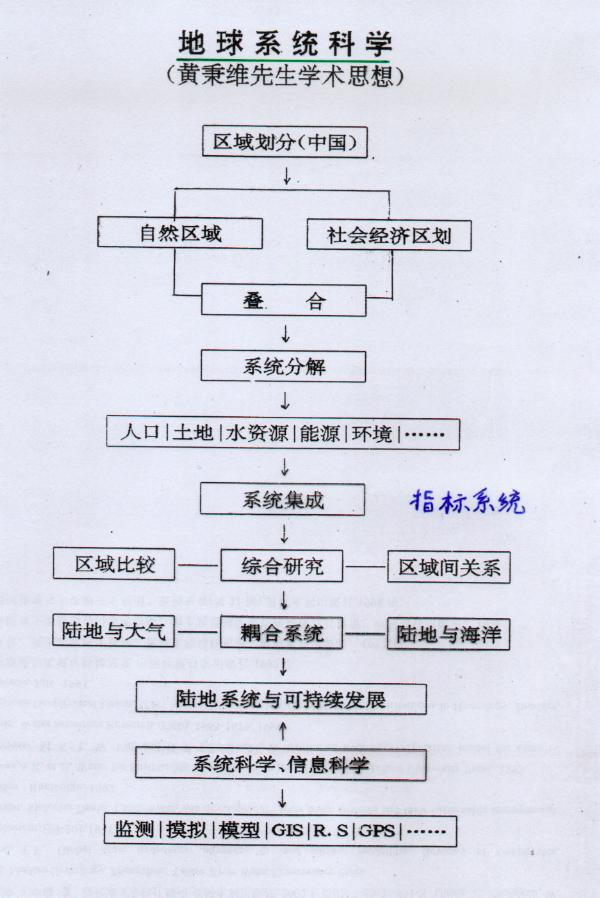 地球系统科学
(黄秉维先生学术思想)
区域划分(中国)
自然区域 社会经济区划
叠 合
系统分解
人口|土地|水资源|能源|环境|……
系统集成 指标系统
区域比较 综合研究 区域间关系
陆地与大气 耦合系统 陆地与海洋
陆地系统与可持续发展
系统科学、信息科学
监测|摸拟|模型|GIS|R.S|GPS|……